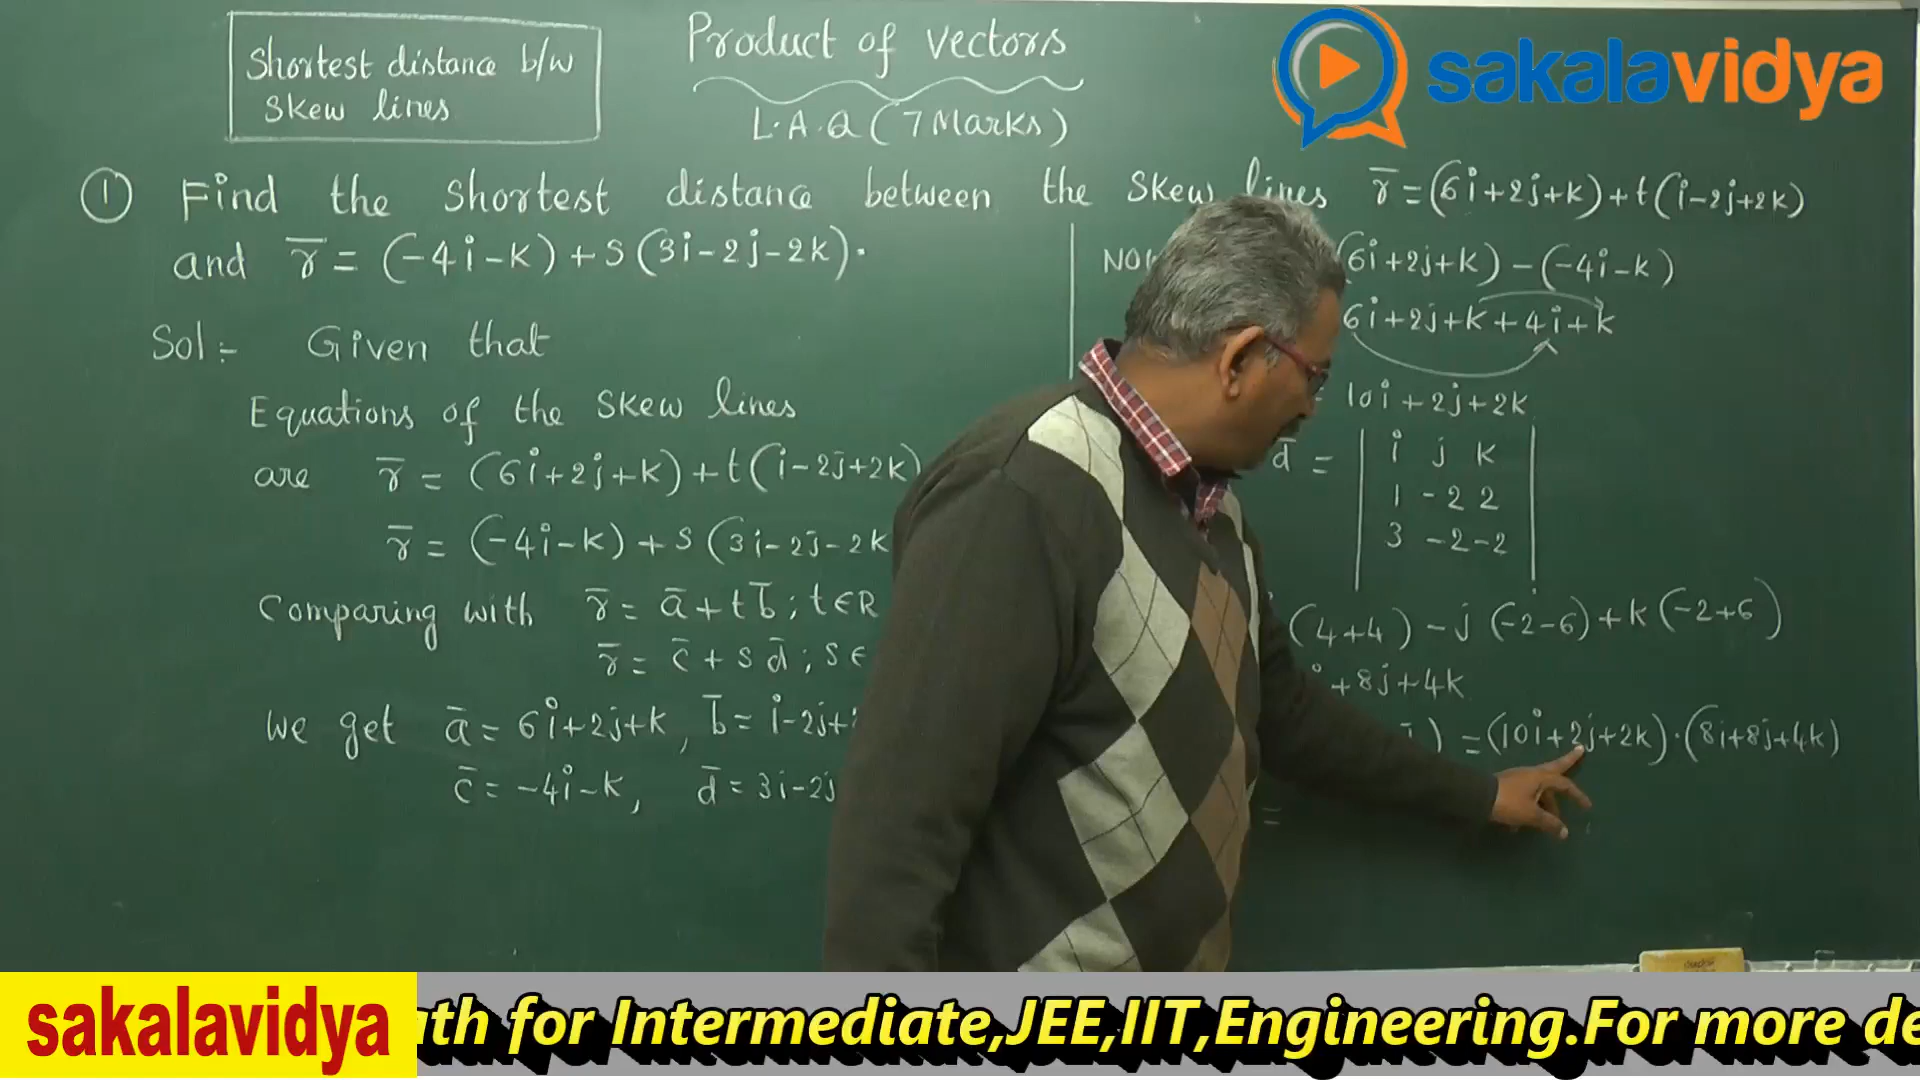 Shortest distance b/w
Skew lines
Product of vectors
L.A.Q (7 Marks)
sakalavidya
① Find the shortest distance between the skew lines r̅ = (6i+2j+k)+t(i-2j+2k)
and r̅ = (-4i-k)+s(3i-2j-2k).
Sol:- Given that
Equations of the skew lines
are r̅ = (6i+2j+k)+t(i-2j+2k)
r̅ = (-4i-k)+s(3i-2j-2k
Comparing with r̅ = a̅+tb̅ ; t∈R
r̅ = c̅+sd̅ ; s∈
We get a̅ = 6i+2j+k, b̅ = i-2j+
c̅ = -4i-k, d̅ = 3i-2j
(6i+2j+k)-(-4i-k)
6i+2j+k+4i+k
10i+2j+2k
d̅ = | i j k |
| 1 -2 2 |
| 3 -2 -2 |
(4+4)-j(-2-6)+k(-2+6)
i+8j+4k
) = (10i+2j+2k).(8i+8j+4k)
=
sakalavidya
ath for Intermediate,JEE,IIT,Engineering.For more de